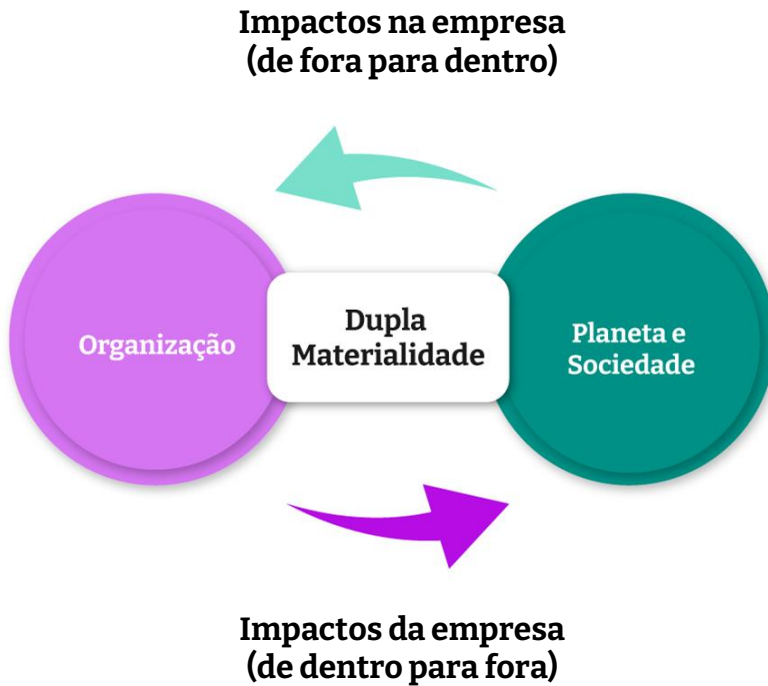 Impactos na empresa
(de fora para dentro)
Organização
Dupla
Materialidade
Planeta e
Sociedade
Impactos da empresa
(de dentro para fora)